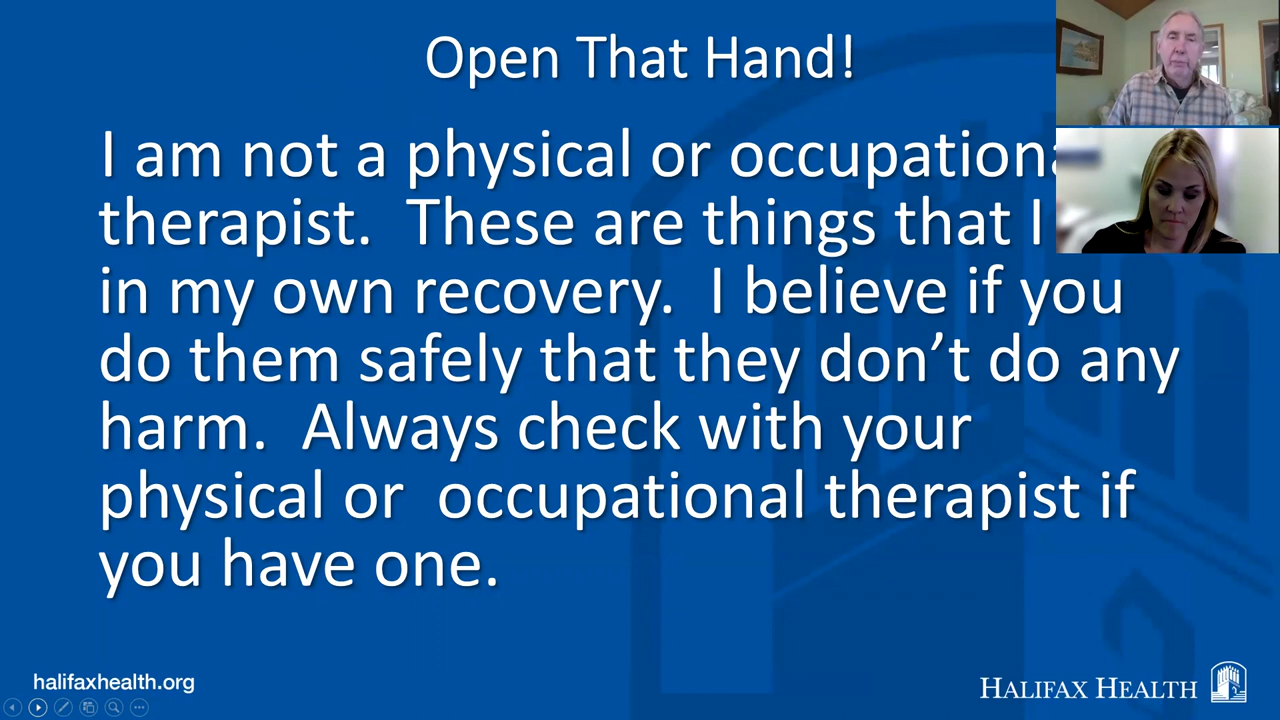 Open That Hand!
I am not a physical or occupationa
therapist. These are things that I
in my own recovery. I believe if you
do them safely that they don’t do any
harm. Always check with your
physical or occupational therapist if
you have one.
halifaxhealth.org
HALIFAX HEALTH